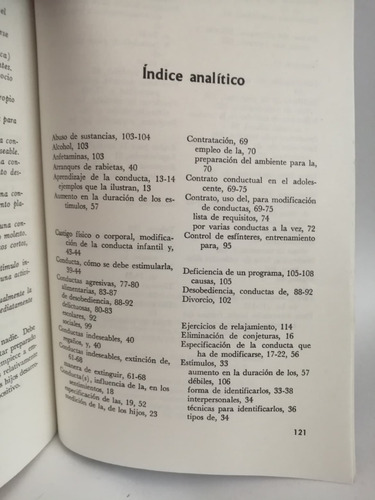 Índice analítico
Abuso de sustancias, 103-104
Alcohol, 103
Anfetaminas, 103
Arranques de rabietas, 40
Aprendizaje de la conducta, 13-14
ejemplos que la ilustran, 13
Aumento en la duración de los es-
tímulos, 57
Castigo físico o corporal, modifica-
ción de la conducta infantil y,
43-44
Conducta, cómo se debe estimularla,
39-44
Conductas agresivas, 77-80
alimentarias, 83-87
de desobediencia, 88-92
delictuosas, 80-83
escolares, 92
sociales, 99
Conductas indeseables, 40
regalos, y, 40
Conductas indeseables, extinción de,
61-68
manera de extinguir, 61-68
Conducta(s), influencia de la, en los
sentimientos, 18
especificación de las, 19, 52
medición de la, de los hijos, 23
Contratación, 69
empleo de la, 70
preparación del ambiente para la,
70
Contrato conductual en el adoles-
cente, 69-75
Contrato, uso del, para modificación
de conductas, 69-75
lista de requisitos, 74
por varias conductas a la vez, 72
Control de esfínteres, entrenamiento
para, 95
Deficiencia de un programa, 105-108
causas, 105
Desobediencia, conductas de, 88-92
Divorcio, 102
Ejercicios de relajamiento, 114
Eliminación de conjeturas, 16
Especificación de la conducta que
ha de modificarse, 17-22, 56
Estímulos, 33
aumento en la duración de los, 57
débiles, 106
forma de identificarlos, 33-38
interpersonales, 34
técnicas para identificarlos, 36
tipos de, 34
121